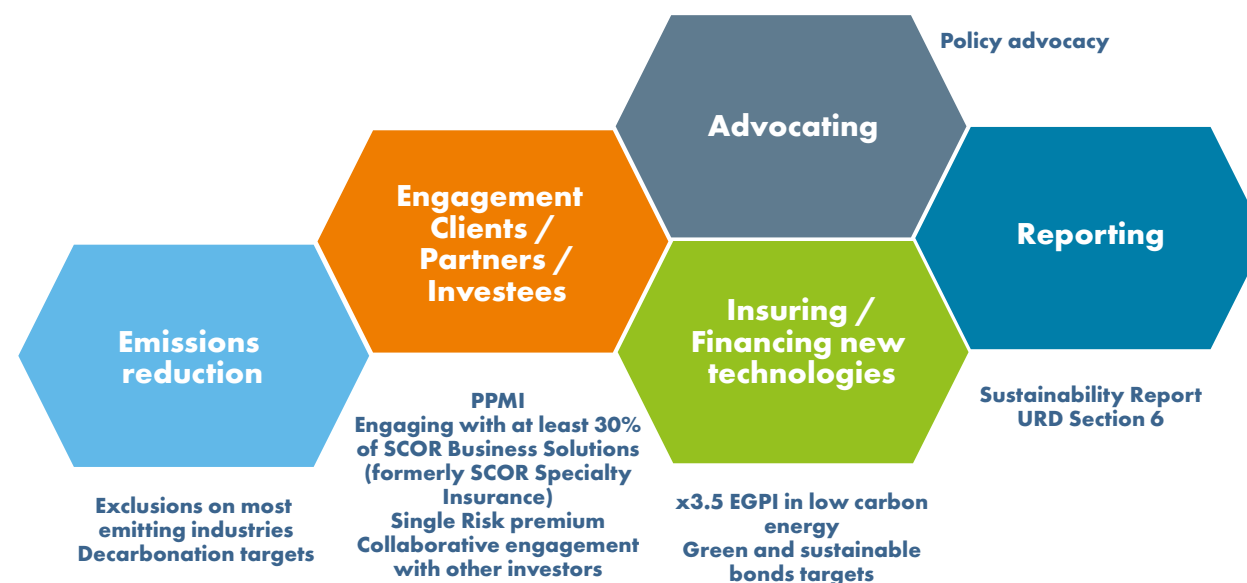 Policy advocacy
Advocating
Engagement
Clients /
Partners /
Investees
Reporting
Insuring /
Financing new
technologies
Emissions
reduction
PPMI
Engaging with at least 30%
of SCOR Business Solutions
(formerly SCOR Specialty
Insurance)
Single Risk premium
Collaborative engagement
with other investors
Sustainability Report
URD Section 6
Exclusions on most
emitting industries
Decarbonation targets
x3.5 EGPI in low carbon
energy
Green and sustainable
bonds targets